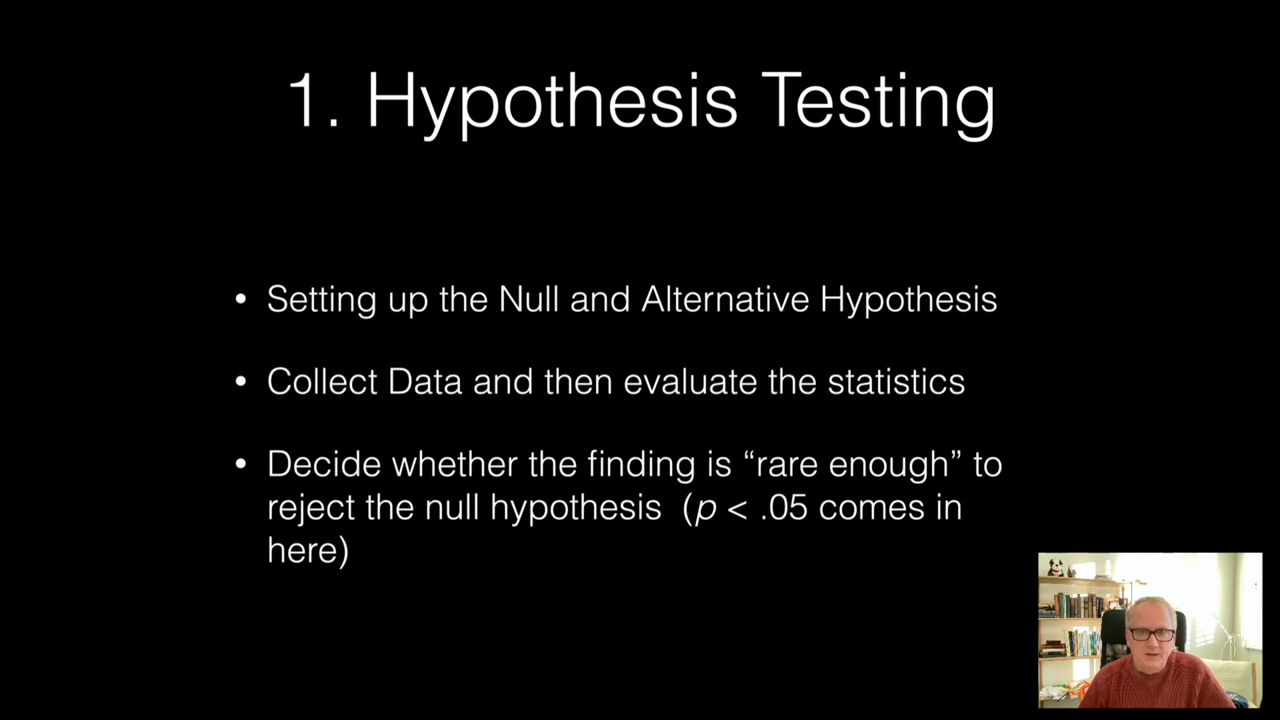 1. Hypothesis Testing
• Setting up the Null and Alternative Hypothesis
• Collect Data and then evaluate the statistics
• Decide whether the finding is “rare enough” to
reject the null hypothesis (p < .05 comes in
here)